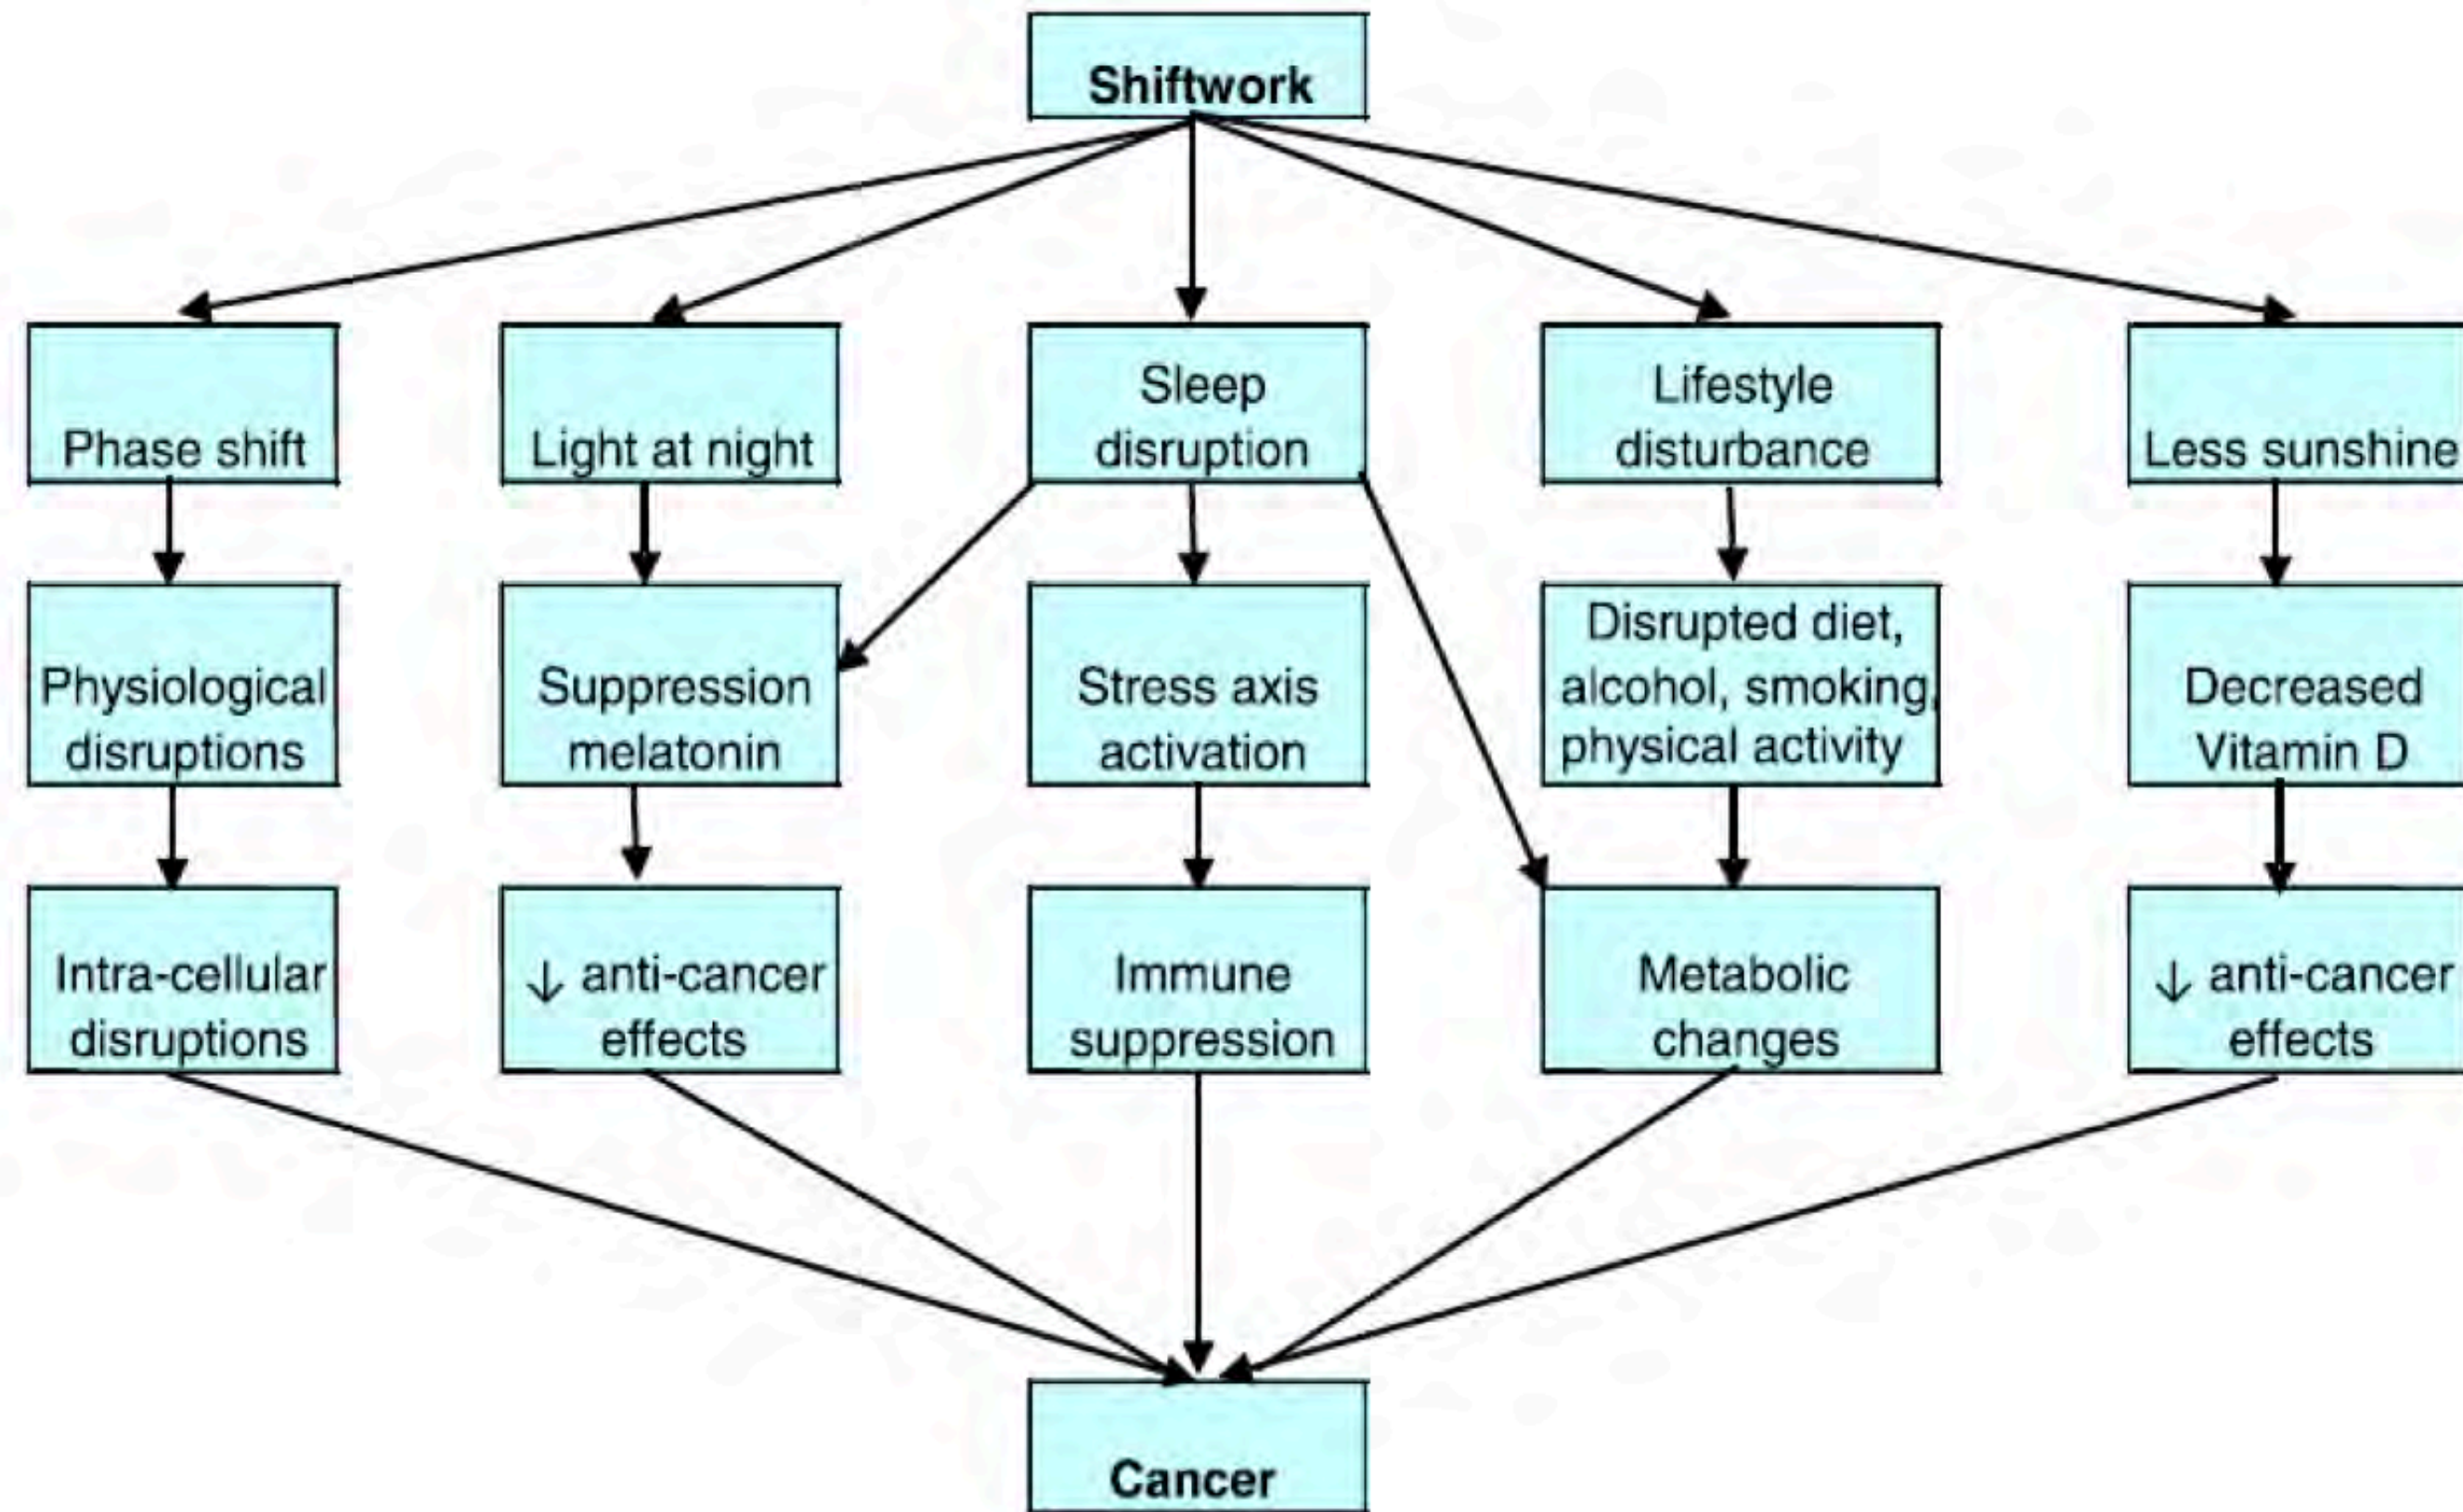 Shiftwork
Phase shift
Light at night
Sleep
disruption
Lifestyle
disturbance
Less sunshine
Physiological
disruptions
Suppression
melatonin
Stress axis
activation
Disrupted diet,
alcohol, smoking,
physical activity
Decreased
Vitamin D
Intra-cellular
disruptions
↓ anti-cancer
effects
Immune
suppression
Metabolic
changes
↓ anti-cancer
effects
Cancer